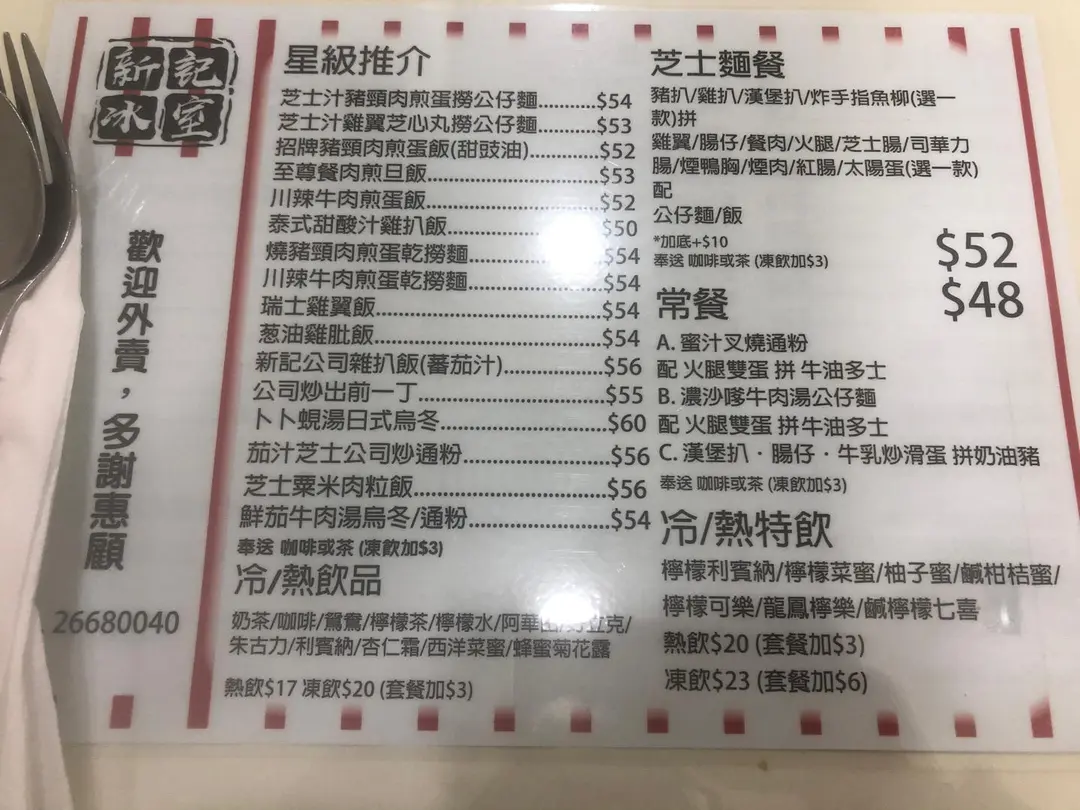 新記
冰室
歡迎外賣，多謝惠顧
26680040
星級推介
芝士汁豬頸肉煎蛋撈公仔麵...........$54
芝士汁雞翼芝心丸撈公仔麵...........$53
招牌豬頸肉煎蛋飯(甜豉油)............$52
至尊餐肉煎旦飯............................$53
川辣牛肉煎蛋飯............................$52
泰式甜酸汁雞扒飯.........................$50
燒豬頸肉煎蛋乾撈麵......................$54
川辣牛肉煎蛋乾撈麵......................$54
瑞士雞翼飯...................................$54
葱油雞肶飯...................................$54
新記公司雜扒飯(蕃茄汁)................$56
公司炒出前一丁............................$55
卜卜蜆湯日式烏冬.........................$60
茄汁芝士公司炒通粉......................$56
芝士粟米肉粒飯............................$56
鮮茄牛肉湯烏冬/通粉....................$54
奉送 咖啡或茶 (凍飲加$3)
冷/熱飲品
奶茶/咖啡/鴛鴦/檸檬茶/檸檬水/阿華田/好立克/
朱古力/利賓納/杏仁霜/西洋菜蜜/蜂蜜菊花露
熱飲$17 凍飲$20 (套餐加$3)
芝士麵餐
豬扒/雞扒/漢堡扒/炸手指魚柳(選一
款)拼
雞翼/腸仔/餐肉/火腿/芝士腸/司華力
腸/煙鴨胸/煙肉/紅腸/太陽蛋(選一款)
配
公仔麵/飯
*加底+$10
奉送 咖啡或茶 (凍飲加$3)
$52
常餐
$48
A. 蜜汁叉燒通粉
配 火腿雙蛋 拼 牛油多士
B. 濃沙嗲牛肉湯公仔麵
配 火腿雙蛋 拼 牛油多士
C. 漢堡扒．腸仔．牛乳炒滑蛋 拼奶油豬
奉送 咖啡或茶 (凍飲加$3)
冷/熱特飲
檸檬利賓納/檸檬菜蜜/柚子蜜/鹹柑桔蜜/
檸檬可樂/龍鳳檸樂/鹹檸檬七喜
熱飲$20 (套餐加$3)
凍飲$23 (套餐加$6)